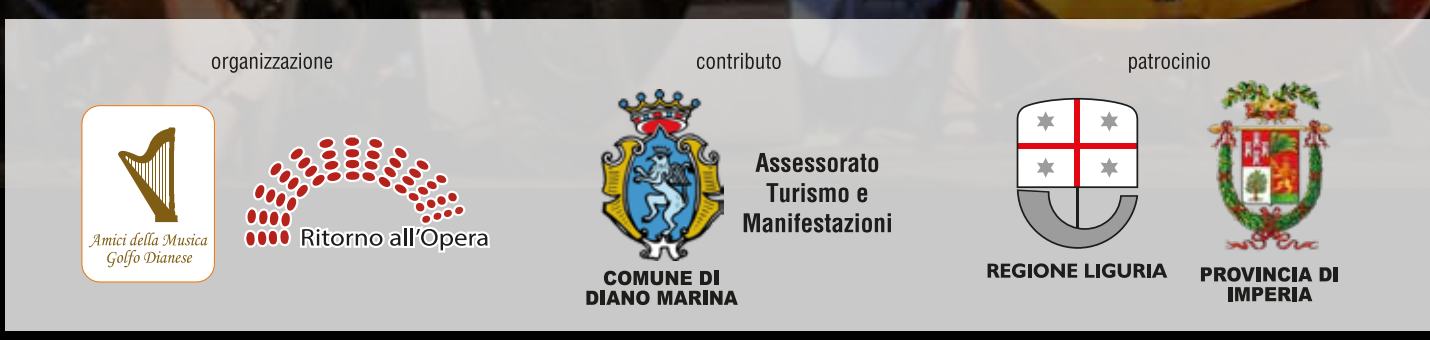 organizzazione
Amici della Musica
Golfo Dianese
Ritorno all'Opera
contributo
COMUNE DI
DIANO MARINA
Assessorato
Turismo e
Manifestazioni
patrocinio
REGIONE LIGURIA
PROVINCIA DI
IMPERIA